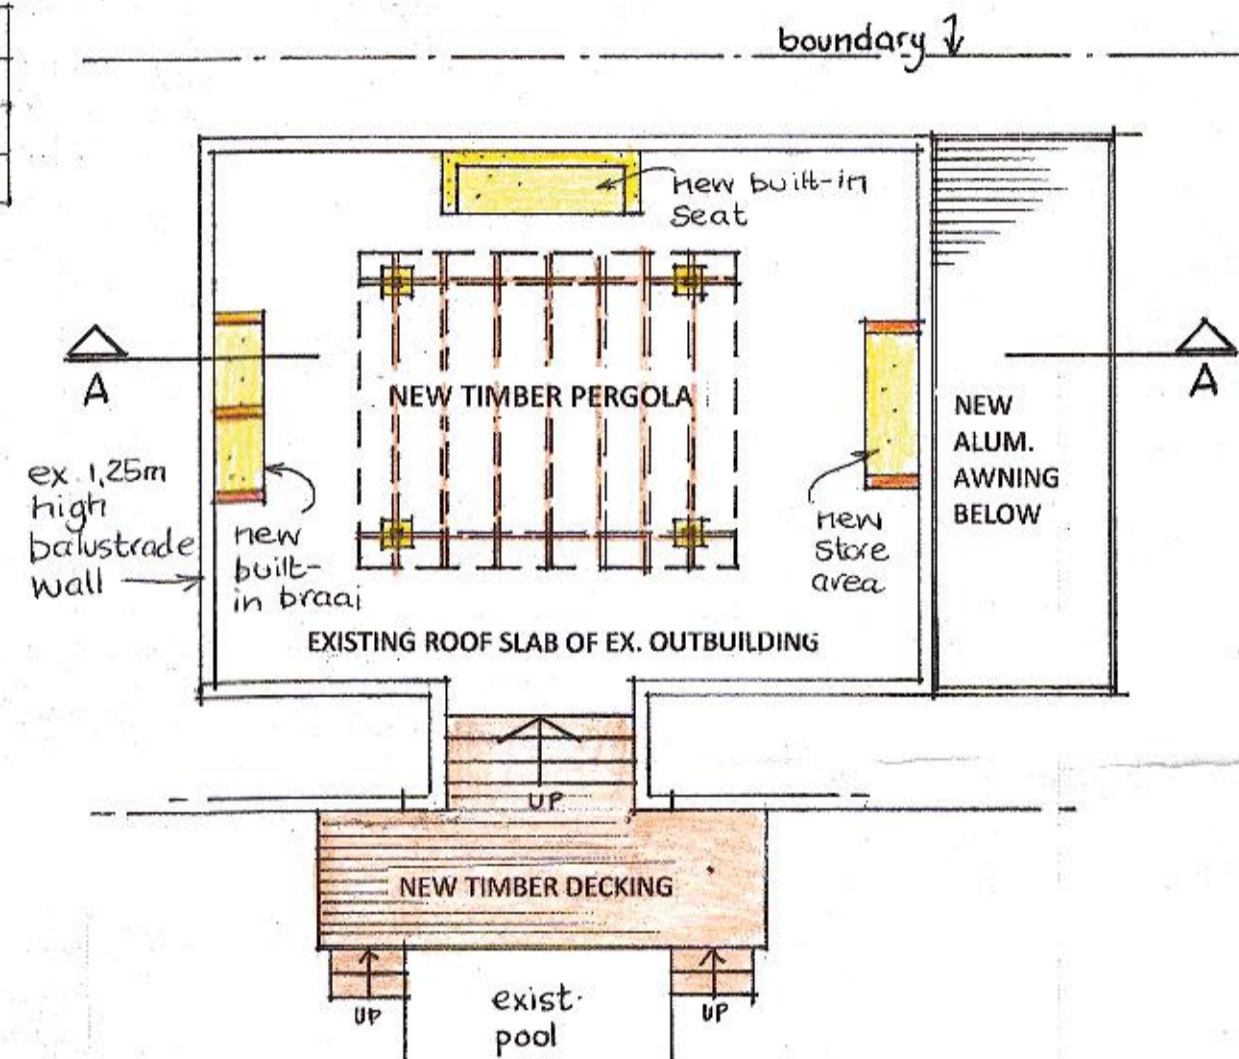 boundary
new built-in
seat
A
A
NEW TIMBER PERGOLA
NEW
ALUM.
AWNING
BELOW
ex. 1,25m
high
balustrade
wall
new
built-
in braai
new
store
area
EXISTING ROOF SLAB OF EX. OUTBUILDING
UP
NEW TIMBER DECKING
UP
UP
exist.
pool